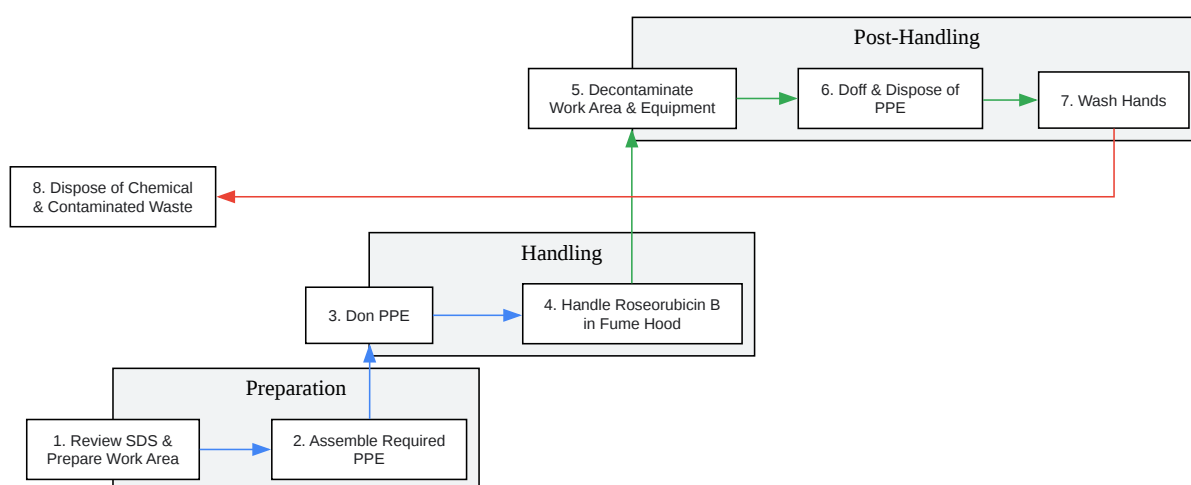 Post-Handling
5. Decontaminate
Work Area & Equipment
6. Doff & Dispose of
PPE
7. Wash Hands
8. Dispose of Chemical
& Contaminated Waste
Handling
3. Don PPE
4. Handle Roseorubicin B
in Fume Hood
Preparation
1. Review SDS &
Prepare Work Area
2. Assemble Required
PPE